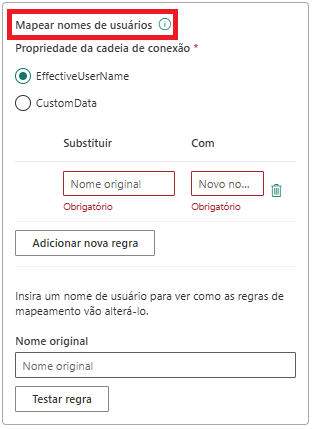 Mapear nomes de usuários
Propriedade da cadeia de conexão *
EffectiveUserName
CustomData
Substituir Com
Nome original Novo no...
Obrigatório Obrigatório
Adicionar nova regra
Insira um nome de usuário para ver como as regras de
mapeamento vão alterá-lo.
Nome original
Nome original
Testar regra